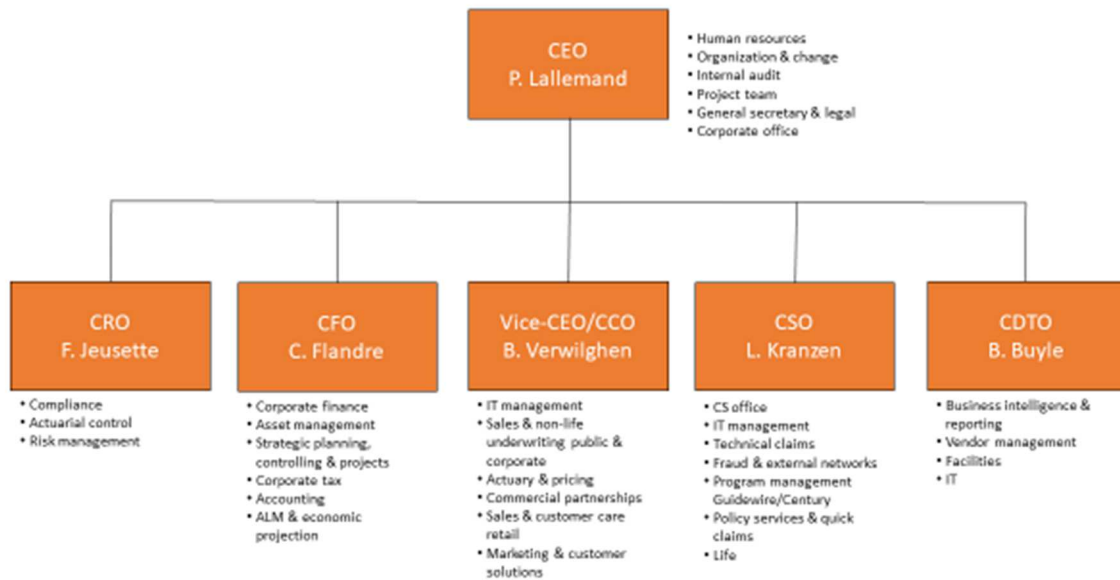 CEO
P. Lallemand
▪ Human resources
▪ Organization & change
▪ Internal audit
▪ Project team
▪ General secretary & legal
▪ Corporate office
CRO
F. Jeusette
▪ Compliance
▪ Actuarial control
▪ Risk management
CFO
C. Flandre
▪ Corporate finance
▪ Asset management
▪ Strategic planning,
controlling & projects
▪ Corporate tax
▪ Accounting
▪ ALM & economic
projection
Vice-CEO/CCO
B. Verwilghen
▪ IT management
▪ Sales & non-life
underwriting public &
corporate
▪ Actuary & pricing
▪ Commercial partnerships
▪ Sales & customer care
retail
▪ Marketing & customer
solutions
CSO
L. Kranzen
▪ CS office
▪ IT management
▪ Technical claims
▪ Fraud & external networks
▪ Program management
Guidewire/Century
▪ Policy services & quick
claims
▪ Life
CDTO
B. Buyle
▪ Business intelligence &
reporting
▪ Vendor management
▪ Facilities
▪ IT